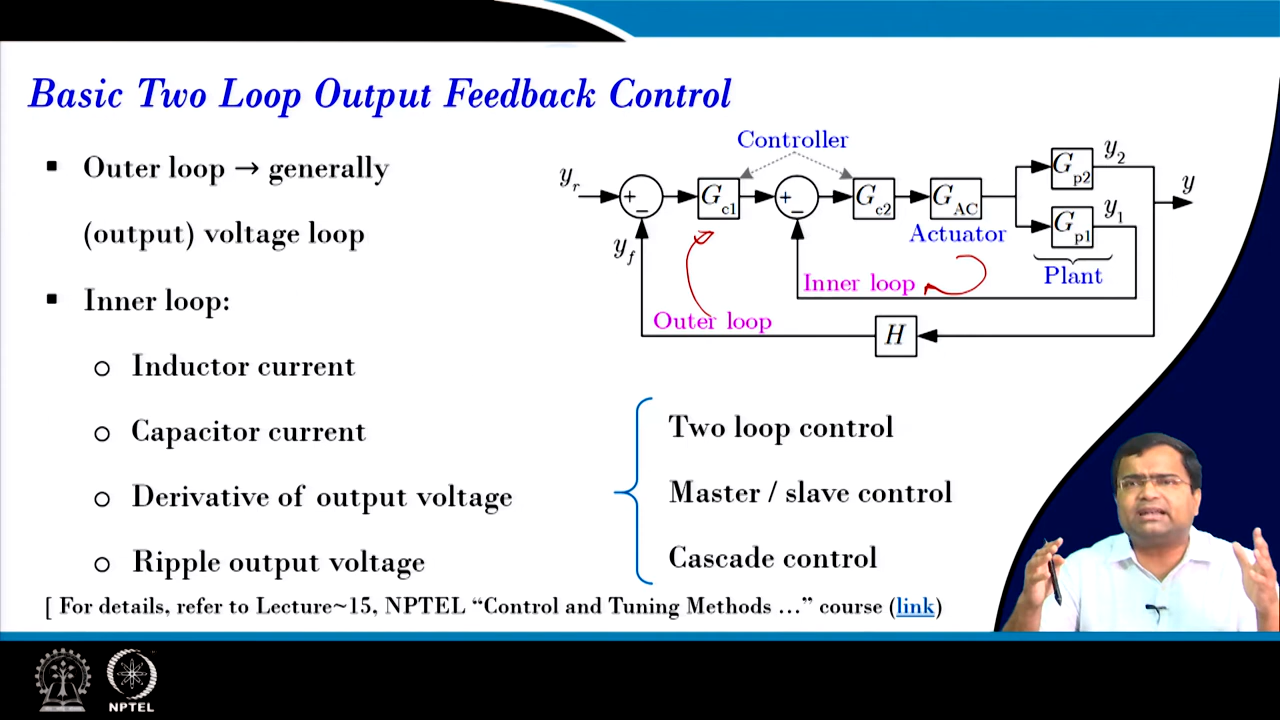 Basic Two Loop Output Feedback Control
▪ Outer loop → generally
(output) voltage loop
▪ Inner loop:
o Inductor current
o Capacitor current
o Derivative of output voltage
o Ripple output voltage
Controller
y_r
+
−
G_c1
+
−
G_c2
G_AC
G_p2
y_2
y
G_p1
y_1
y_f
Actuator
Plant
Inner loop
Outer loop
H
Two loop control
Master / slave control
Cascade control
[ For details, refer to Lecture~15, NPTEL “Control and Tuning Methods …” course (link)
NPTEL